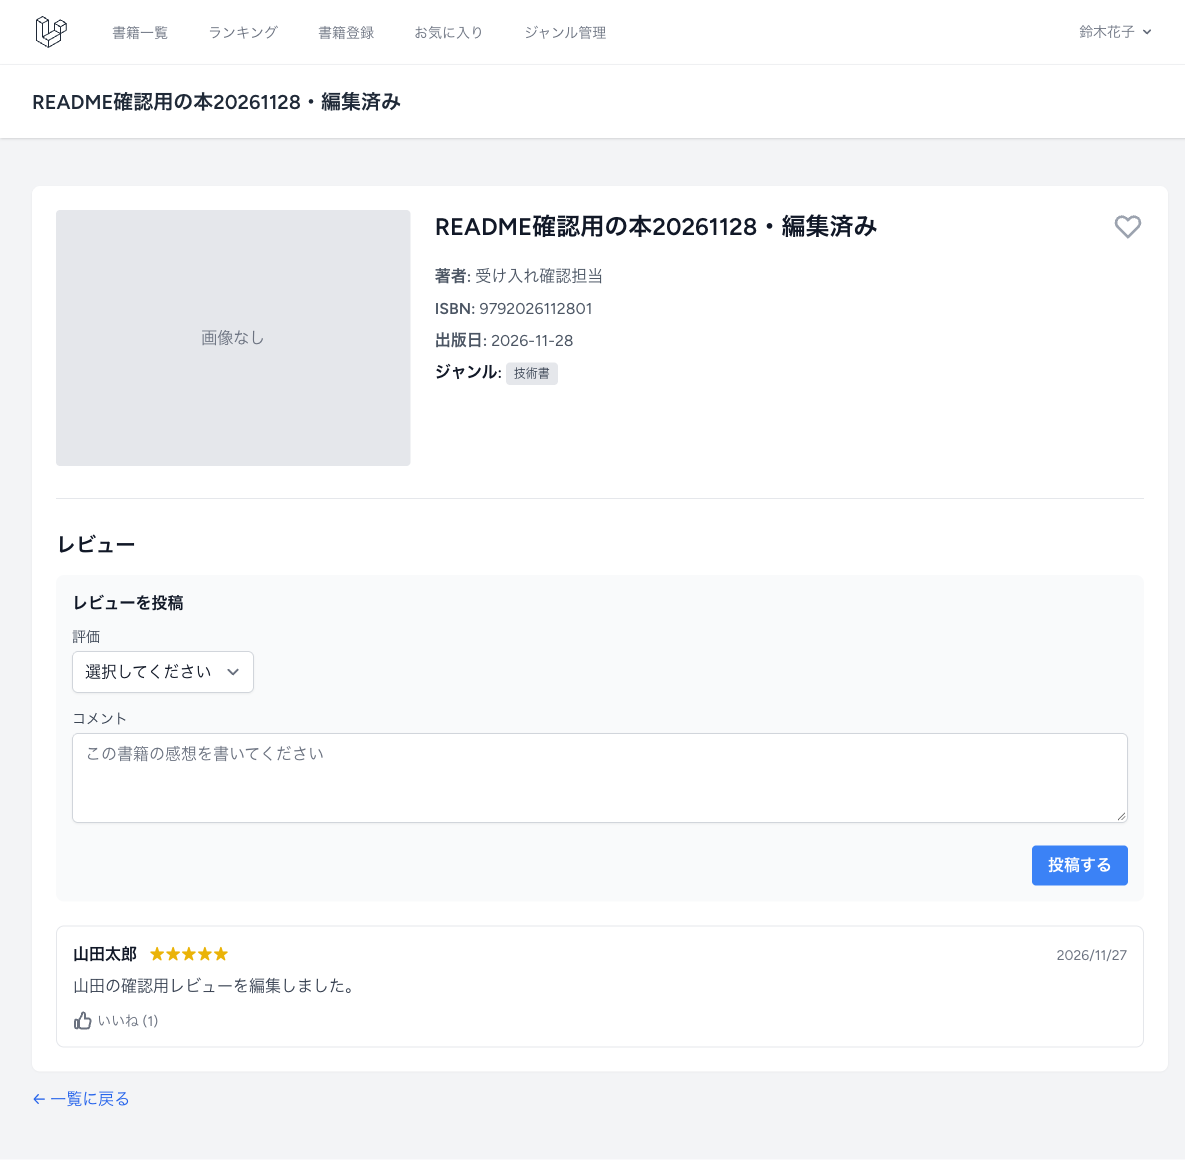 書籍一覧 ランキング 書籍登録 お気に入り ジャンル管理 鈴木花子
README確認用の本20261128・編集済み
画像なし
README確認用の本20261128・編集済み
著者: 受け入れ確認担当
ISBN: 9792026112801
出版日: 2026-11-28
ジャンル: 技術書
レビュー
レビューを投稿
評価
選択してください
コメント
この書籍の感想を書いてください
投稿する
山田太郎 ★★★★★ 2026/11/27
山田の確認用レビューを編集しました。
いいね (1)
← 一覧に戻る